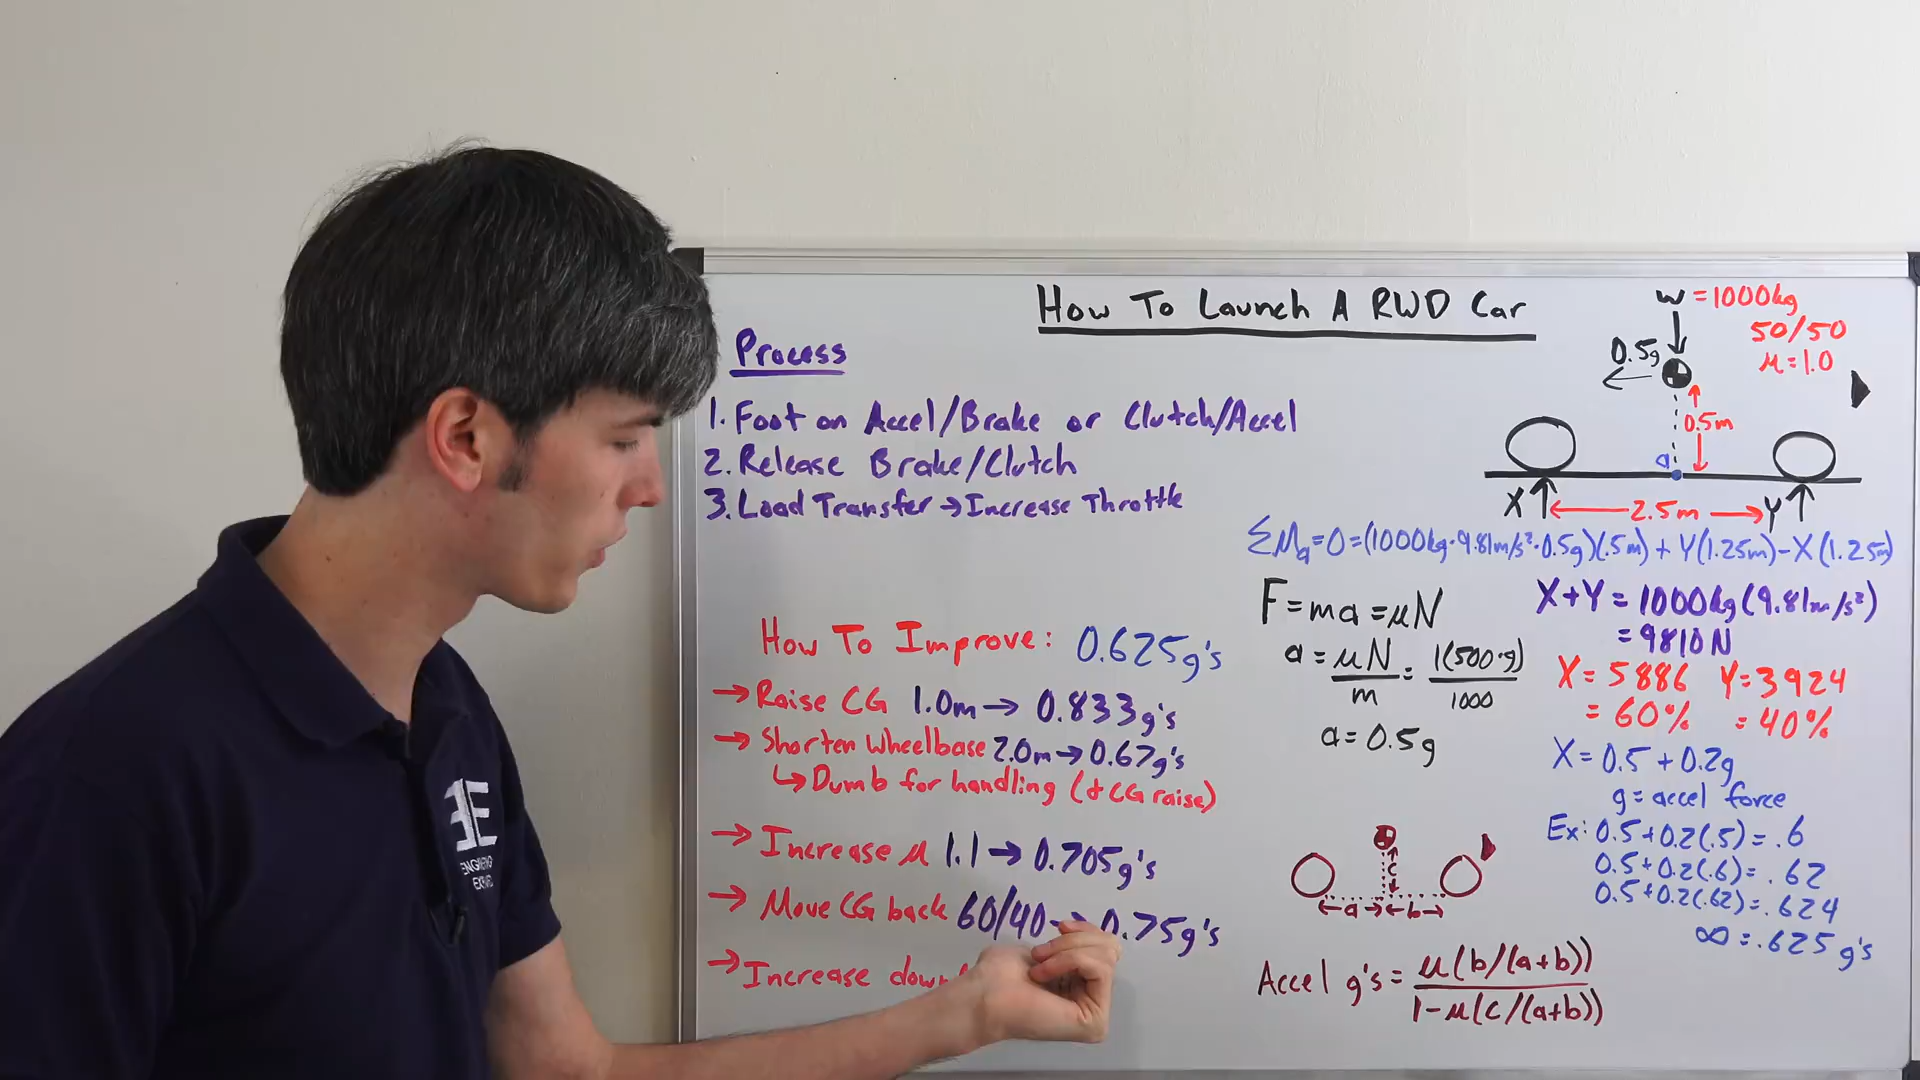 How To Launch A RWD Car
Process
1. Foot on Accel/Brake or Clutch/Accel
2. Release Brake/Clutch
3. Load Transfer → Increase Throttle
How To Improve: 0.625g's
→ Raise CG 1.0m → 0.833g's
→ Shorten Wheelbase 2.0m → 0.67g's
↳ Dumb for handling (+ CG raise)
→ Increase μ 1.1 → 0.705g's
→ Move CG back 60/40 → 0.75g's
→ Increase
W = 1000kg
50/50
μ = 1.0
0.5g
0.5m
a
X ← 2.5m → Y
ΣMa = 0 = (1000kg·9.81m/s²·0.5g)(.5m) + Y(1.25m) - X(1.25m)
F = ma = μN
a = μN/m = 1(500·g)/1000
a = 0.5g
X+Y = 1000kg(9.81m/s²)
= 9810N
X = 5886 Y = 3924
= 60% = 40%
X = 0.5 + 0.2g
g = accel force
Ex: 0.5+0.2(.5) = .6
0.5+0.2(.6) = .62
0.5+0.2(.62) = .624
∞ = .625g's
c
a b
Accel g's = μ(b/(a+b))
1-μ(c/(a+b))